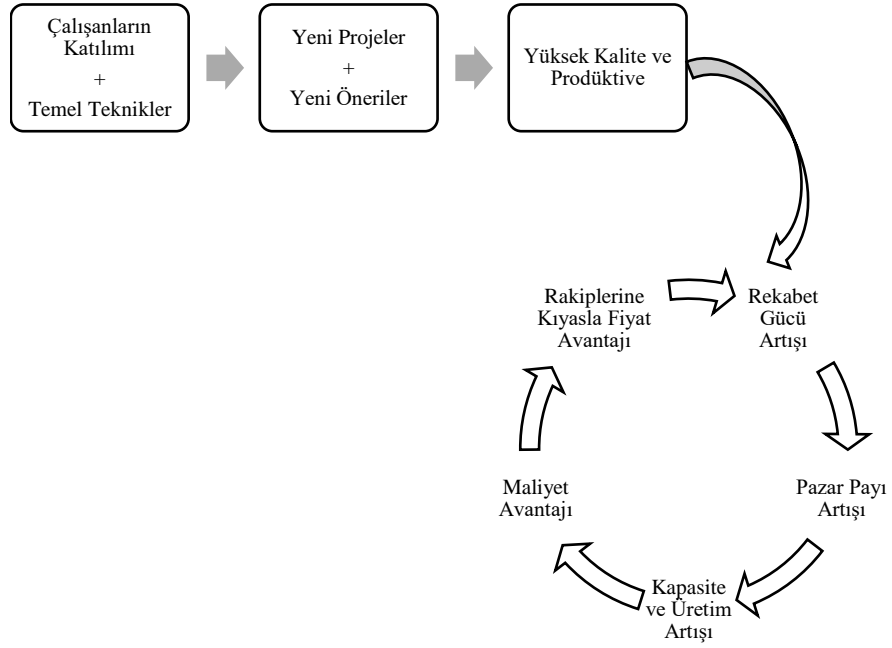 Çalışanların
Katılımı
+
Temel Teknikler
Yeni Projeler
+
Yeni Öneriler
Yüksek Kalite ve
Prodüktive
Rakiplerine
Kıyasla Fiyat
Avantajı
Rekabet
Gücü
Artışı
Maliyet
Avantajı
Pazar Payı
Artışı
Kapasite
ve Üretim
Artışı